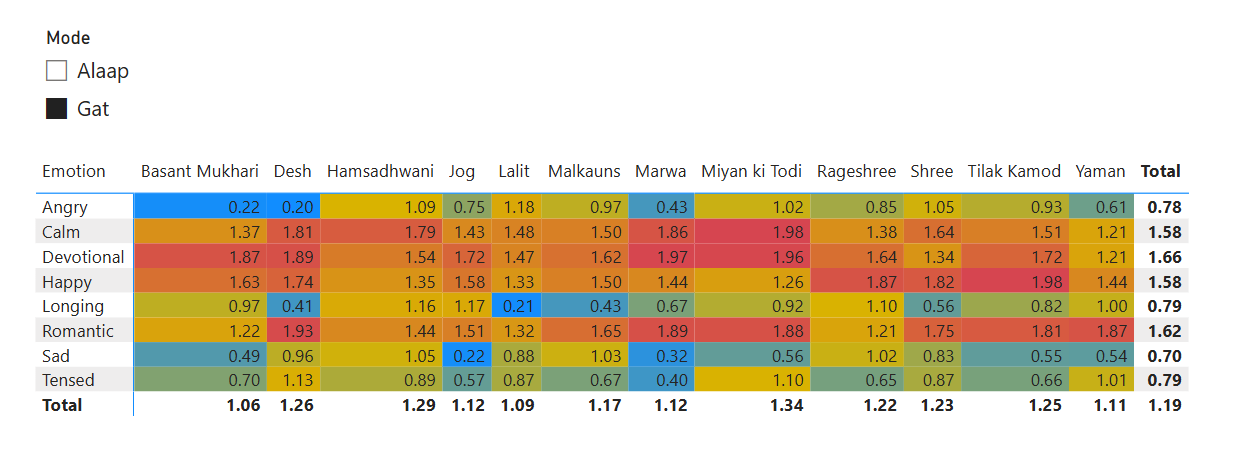 Mode
Alaap
Gat
Emotion Basant Mukhari Desh Hamsadhwani Jog Lalit Malkauns Marwa Miyan ki Todi Rageshree Shree Tilak Kamod Yaman Total
Angry 0.22 0.20 1.09 0.75 1.18 0.97 0.43 1.02 0.85 1.05 0.93 0.61 0.78
Calm 1.37 1.81 1.79 1.43 1.48 1.50 1.86 1.98 1.38 1.64 1.51 1.21 1.58
Devotional 1.87 1.89 1.54 1.72 1.47 1.62 1.97 1.96 1.64 1.34 1.72 1.21 1.66
Happy 1.63 1.74 1.35 1.58 1.33 1.50 1.44 1.26 1.87 1.82 1.98 1.44 1.58
Longing 0.97 0.41 1.16 1.17 0.21 0.43 0.67 0.92 1.10 0.56 0.82 1.00 0.79
Romantic 1.22 1.93 1.44 1.51 1.32 1.65 1.89 1.88 1.21 1.75 1.81 1.87 1.62
Sad 0.49 0.96 1.05 0.22 0.88 1.03 0.32 0.56 1.02 0.83 0.55 0.54 0.70
Tensed 0.70 1.13 0.89 0.57 0.87 0.67 0.40 1.10 0.65 0.87 0.66 1.01 0.79
Total 1.06 1.26 1.29 1.12 1.09 1.17 1.12 1.34 1.22 1.23 1.25 1.11 1.19